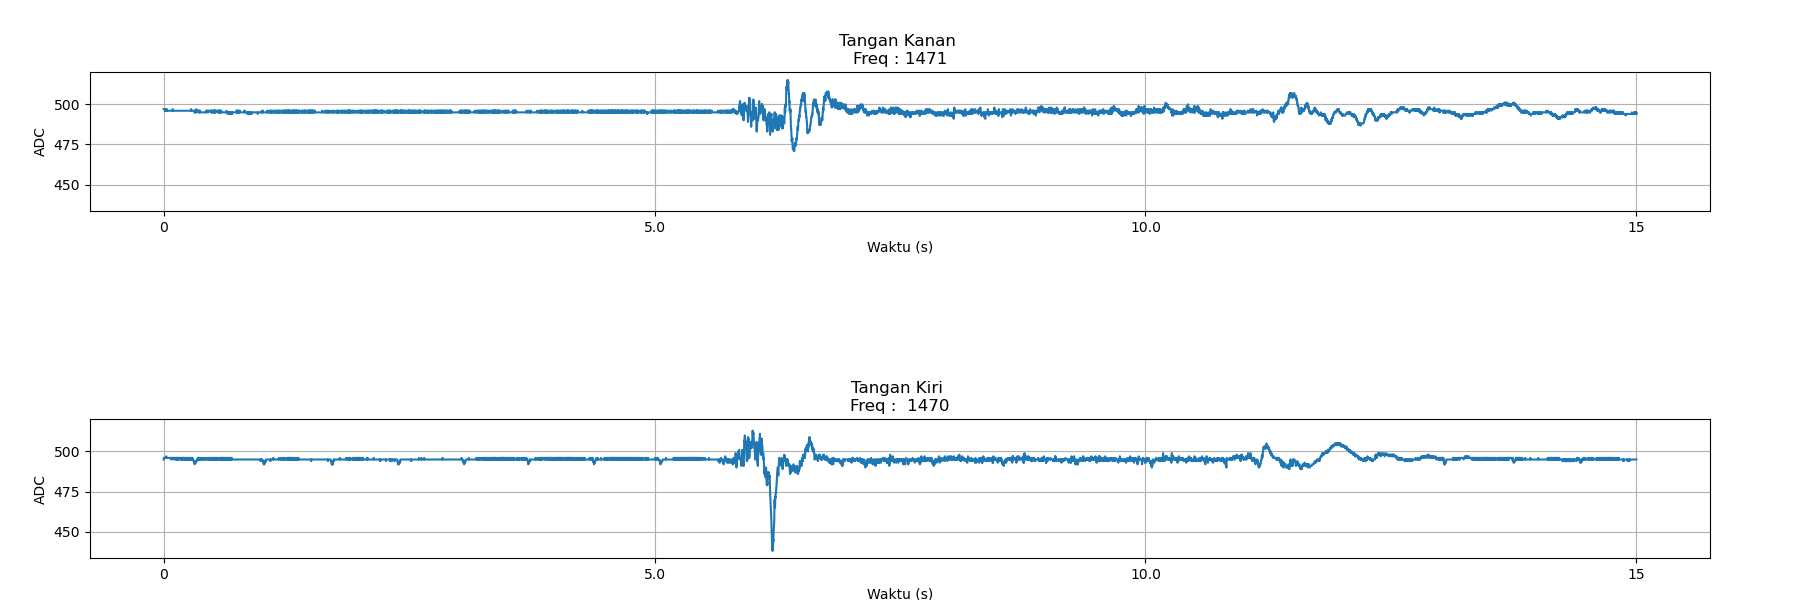 Tangan Kanan
Freq : 1471
500
475
450
ADC
0 5.0 10.0 15
Waktu (s)
Tangan Kiri
Freq :  1470
500
475
450
ADC
0 5.0 10.0 15
Waktu (s)